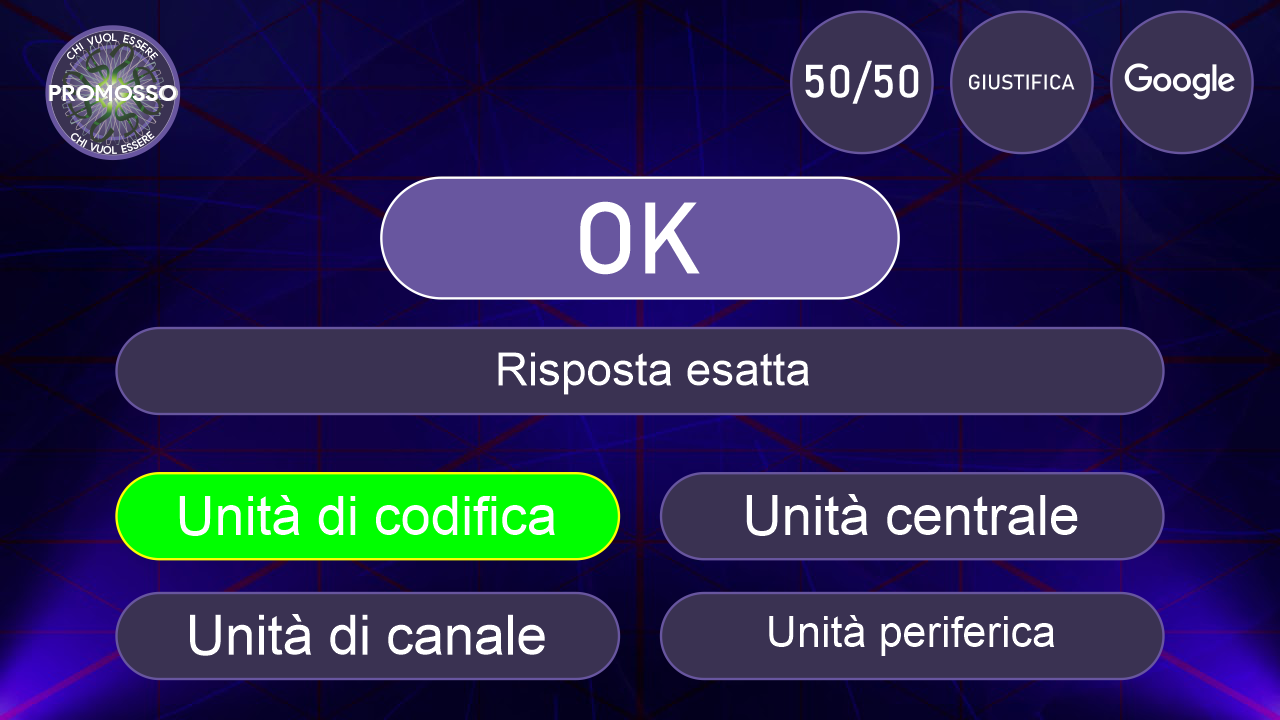 CHI VUOL ESSERE
PROMOSSO
CHI VUOL ESSERE
50/50
GIUSTIFICA
Google
OK
Risposta esatta
Unità di codifica
Unità centrale
Unità di canale
Unità periferica